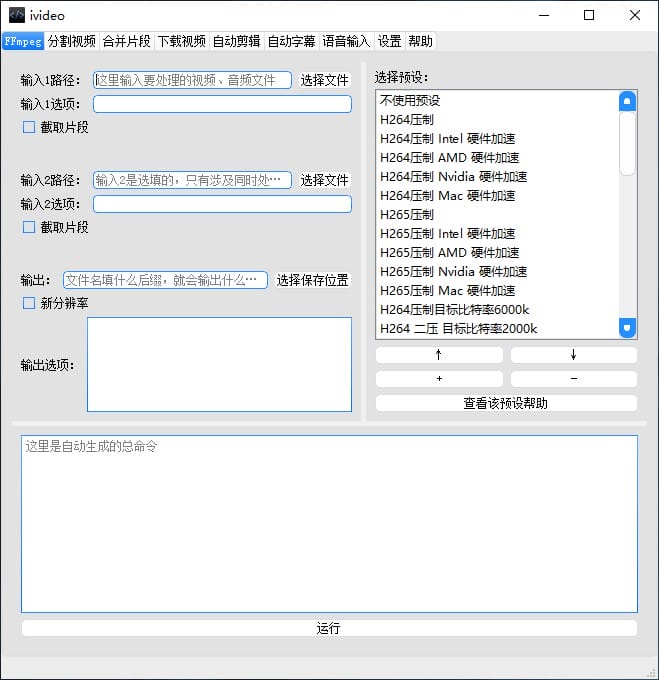 ivideo
FFmpeg 分割视频 合并片段 下载视频 自动剪辑 自动字幕 语音输入 设置 帮助
输入1路径： 这里输入要处理的视频、音频文件 选择文件
输入1选项：
截取片段
输入2路径： 输入2是选填的，只有涉及同时处… 选择文件
输入2选项：
截取片段
输出： 文件名填什么后缀，就会输出什么… 选择保存位置
新分辨率
输出选项：
选择预设：
不使用预设
H264压制
H264压制 Intel 硬件加速
H264压制 AMD 硬件加速
H264压制 Nvidia 硬件加速
H264压制 Mac 硬件加速
H265压制
H265压制 Intel 硬件加速
H265压制 AMD 硬件加速
H265压制 Nvidia 硬件加速
H265压制 Mac 硬件加速
H264压制目标比特率6000k
H264 二压 目标比特率2000k
↑ ↓
+ -
查看该预设帮助
这里是自动生成的总命令
运行